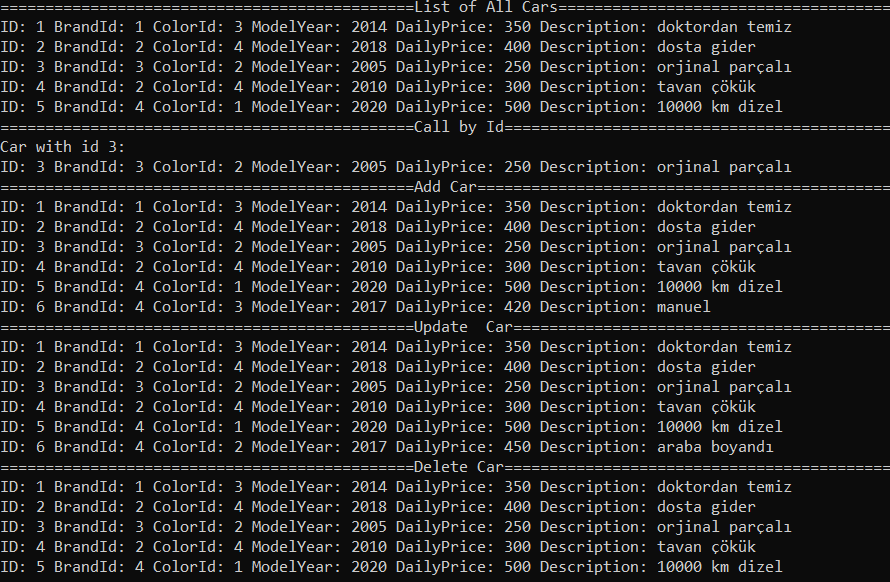 ==============================================List of All Cars=====================================
ID: 1 BrandId: 1 ColorId: 3 ModelYear: 2014 DailyPrice: 350 Description: doktordan temiz
ID: 2 BrandId: 2 ColorId: 4 ModelYear: 2018 DailyPrice: 400 Description: dosta gider
ID: 3 BrandId: 3 ColorId: 2 ModelYear: 2005 DailyPrice: 250 Description: orjinal parçalı
ID: 4 BrandId: 2 ColorId: 4 ModelYear: 2010 DailyPrice: 300 Description: tavan çökük
ID: 5 BrandId: 4 ColorId: 1 ModelYear: 2020 DailyPrice: 500 Description: 10000 km dizel
==============================================Call by Id===========================================
Car with id 3:
ID: 3 BrandId: 3 ColorId: 2 ModelYear: 2005 DailyPrice: 250 Description: orjinal parçalı
==============================================Add Car==============================================
ID: 1 BrandId: 1 ColorId: 3 ModelYear: 2014 DailyPrice: 350 Description: doktordan temiz
ID: 2 BrandId: 2 ColorId: 4 ModelYear: 2018 DailyPrice: 400 Description: dosta gider
ID: 3 BrandId: 3 ColorId: 2 ModelYear: 2005 DailyPrice: 250 Description: orjinal parçalı
ID: 4 BrandId: 2 ColorId: 4 ModelYear: 2010 DailyPrice: 300 Description: tavan çökük
ID: 5 BrandId: 4 ColorId: 1 ModelYear: 2020 DailyPrice: 500 Description: 10000 km dizel
ID: 6 BrandId: 4 ColorId: 3 ModelYear: 2017 DailyPrice: 420 Description: manuel
==============================================Update  Car==========================================
ID: 1 BrandId: 1 ColorId: 3 ModelYear: 2014 DailyPrice: 350 Description: doktordan temiz
ID: 2 BrandId: 2 ColorId: 4 ModelYear: 2018 DailyPrice: 400 Description: dosta gider
ID: 3 BrandId: 3 ColorId: 2 ModelYear: 2005 DailyPrice: 250 Description: orjinal parçalı
ID: 4 BrandId: 2 ColorId: 4 ModelYear: 2010 DailyPrice: 300 Description: tavan çökük
ID: 5 BrandId: 4 ColorId: 1 ModelYear: 2020 DailyPrice: 500 Description: 10000 km dizel
ID: 6 BrandId: 4 ColorId: 2 ModelYear: 2017 DailyPrice: 450 Description: araba boyandı
==============================================Delete Car===========================================
ID: 1 BrandId: 1 ColorId: 3 ModelYear: 2014 DailyPrice: 350 Description: doktordan temiz
ID: 2 BrandId: 2 ColorId: 4 ModelYear: 2018 DailyPrice: 400 Description: dosta gider
ID: 3 BrandId: 3 ColorId: 2 ModelYear: 2005 DailyPrice: 250 Description: orjinal parçalı
ID: 4 BrandId: 2 ColorId: 4 ModelYear: 2010 DailyPrice: 300 Description: tavan çökük
ID: 5 BrandId: 4 ColorId: 1 ModelYear: 2020 DailyPrice: 500 Description: 10000 km dizel